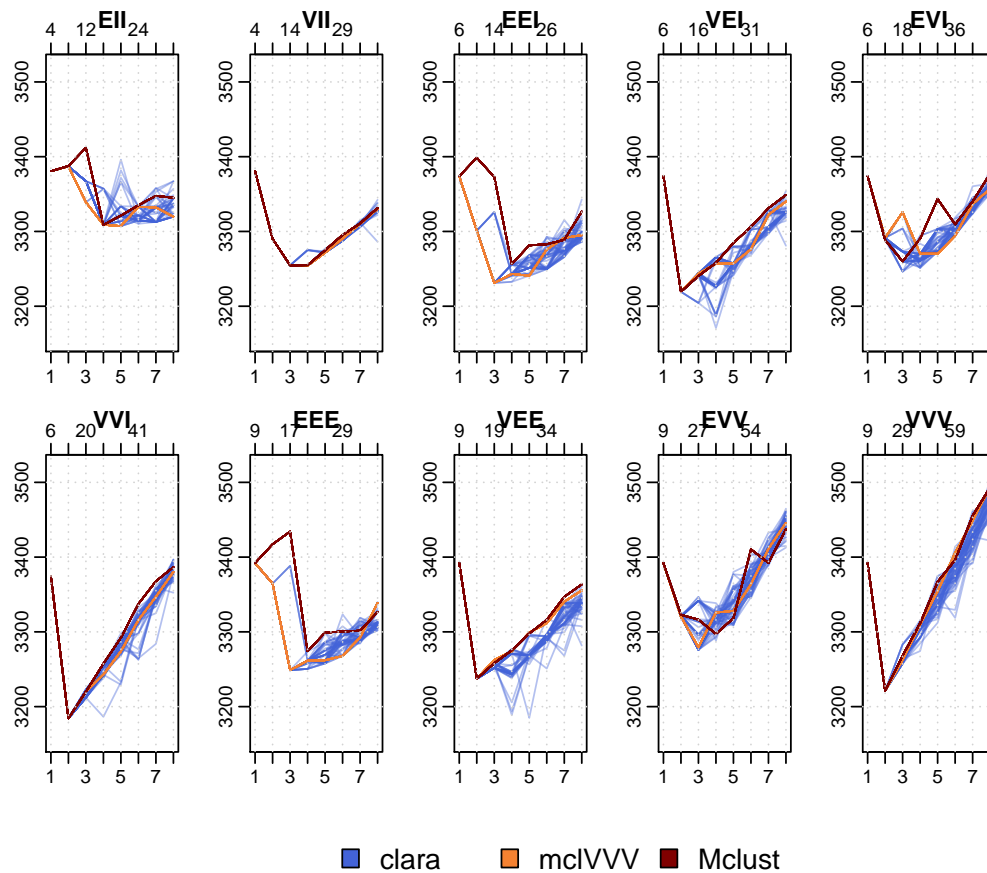 EII VII EEI VEI EVI
4 12 24 4 14 29 6 14 26 6 16 31 6 18 36
3500 3500 3500 3500 3500
3400 3400 3400 3400 3400
3300 3300 3300 3300 3300
3200 3200 3200 3200 3200
1 3 5 7 1 3 5 7 1 3 5 7 1 3 5 7 1 3 5 7
VVI EEE VEE EVV VVV
6 20 41 9 17 29 9 19 34 9 27 54 9 29 59
3500 3500 3500 3500 3500
3400 3400 3400 3400 3400
3300 3300 3300 3300 3300
3200 3200 3200 3200 3200
1 3 5 7 1 3 5 7 1 3 5 7 1 3 5 7 1 3 5 7
clara mclVVV Mclust